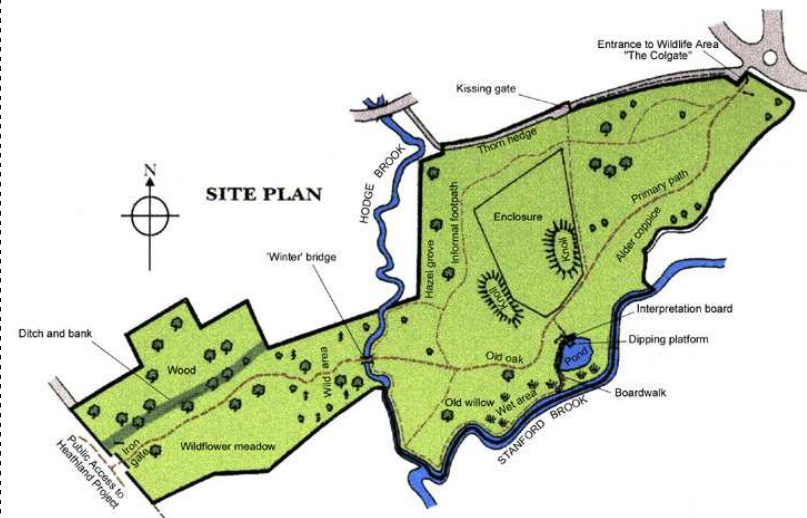 Entrance to Wildlife Area
"The Colgate"
Kissing gate
Thorn hedge
HODGE BROOK
N
SITE PLAN
Primary path
Enclosure
Informal footpath
Knoll
Alder coppice
Hazel grove
'Winter' bridge
Knoll
Interpretation board
Ditch and bank
Dipping platform
Wood
Pond
Old oak
Wild area
Boardwalk
Old willow
Wet area
STANFORD BROOK
Iron
gate
Wildflower meadow
Public Access to
Heathland Project